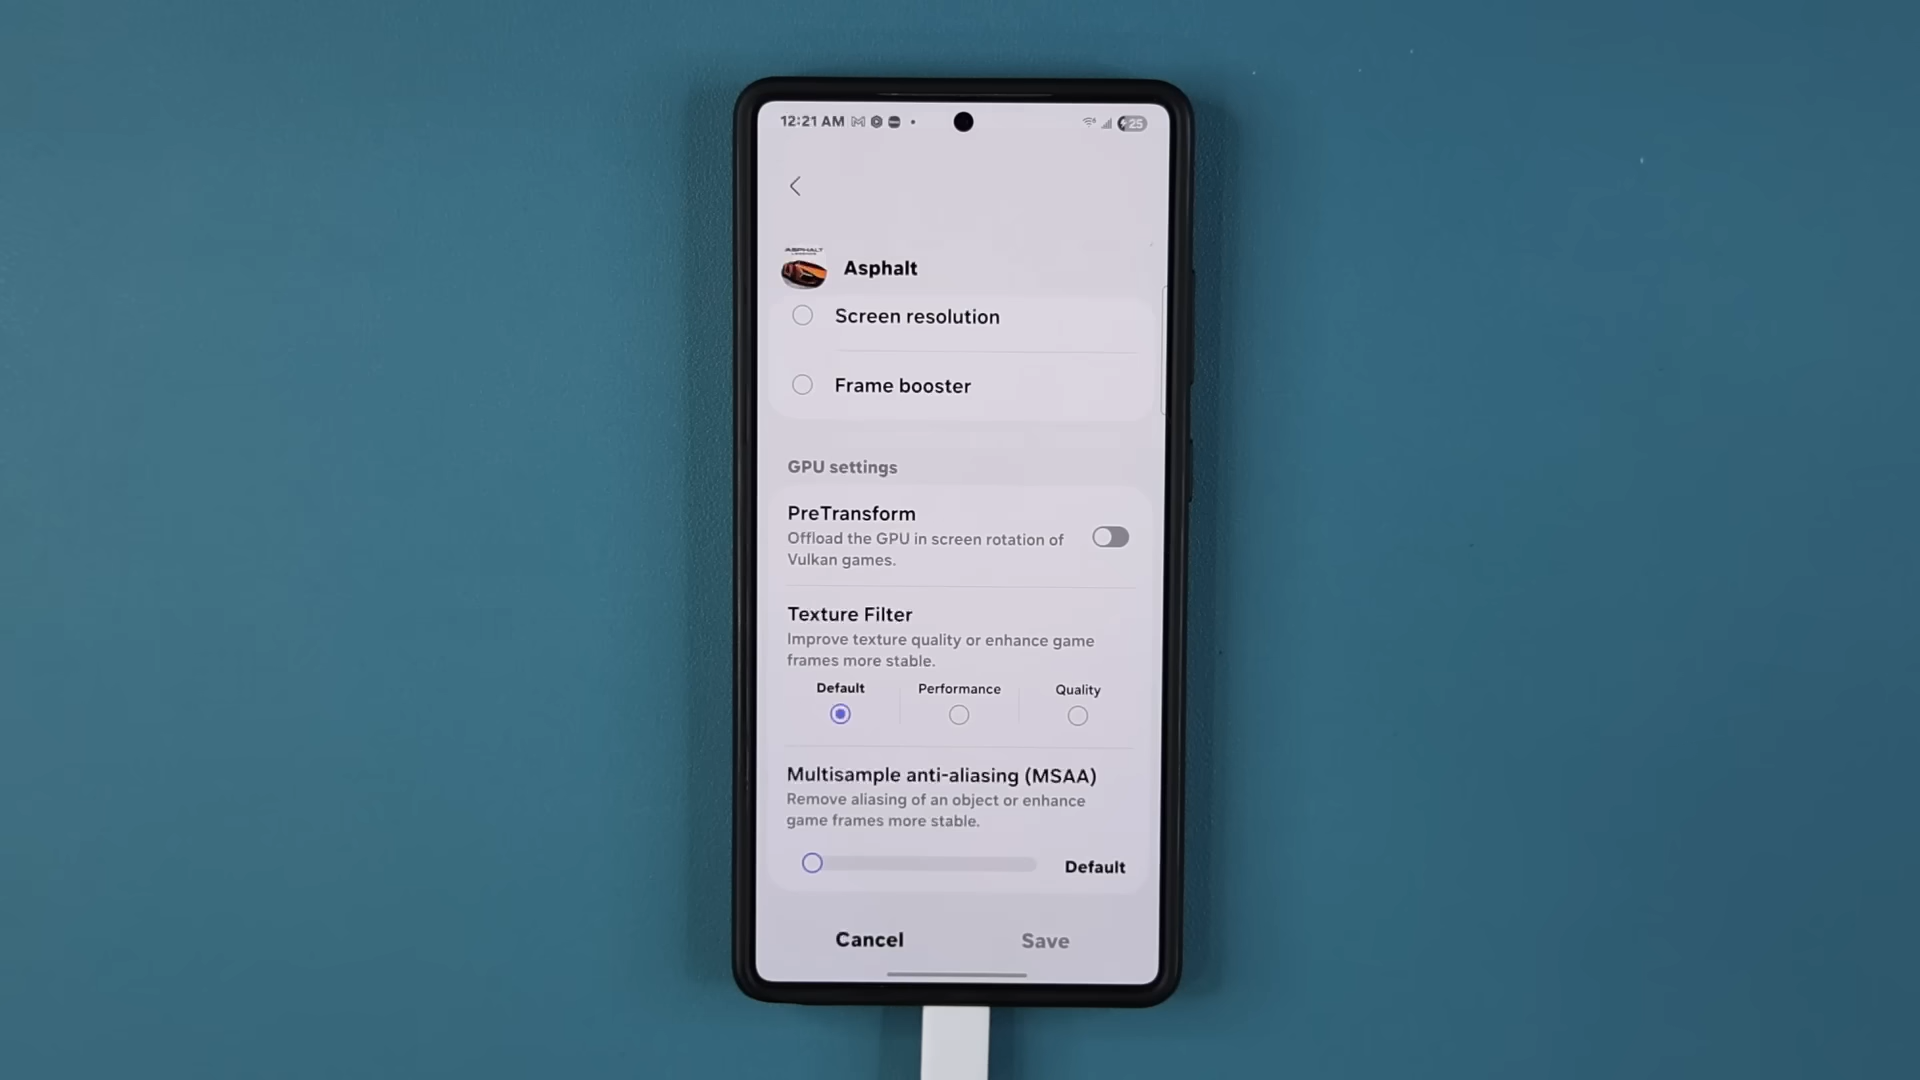 12:21 AM
25
ASPHALT
Asphalt
Screen resolution
Frame booster
GPU settings
PreTransform
Offload the GPU in screen rotation of
Vulkan games.
Texture Filter
Improve texture quality or enhance game
frames more stable.
Default Performance Quality
Multisample anti-aliasing (MSAA)
Remove aliasing of an object or enhance
game frames more stable.
Default
Cancel Save